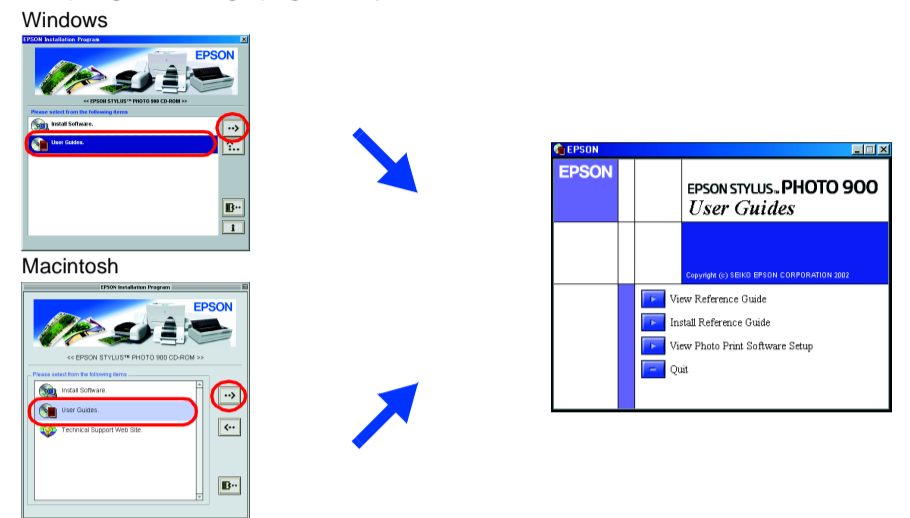 Windows
EPSON Installation Program
EPSON
<< EPSON STYLUS™ PHOTO 900 CD-ROM >>
Please select from the following items
Install Software.
User Guides.
Macintosh
EPSON Installation Program
EPSON
<< EPSON STYLUS™ PHOTO 900 CD-ROM >>
Please select from the following items
Install Software.
User Guides.
Technical Support Web Site.
EPSON
EPSON
EPSON STYLUS™ PHOTO 900
User Guides
Copyright (c) SEIKO EPSON CORPORATION 2002
View Reference Guide
Install Reference Guide
View Photo Print Software Setup
Quit